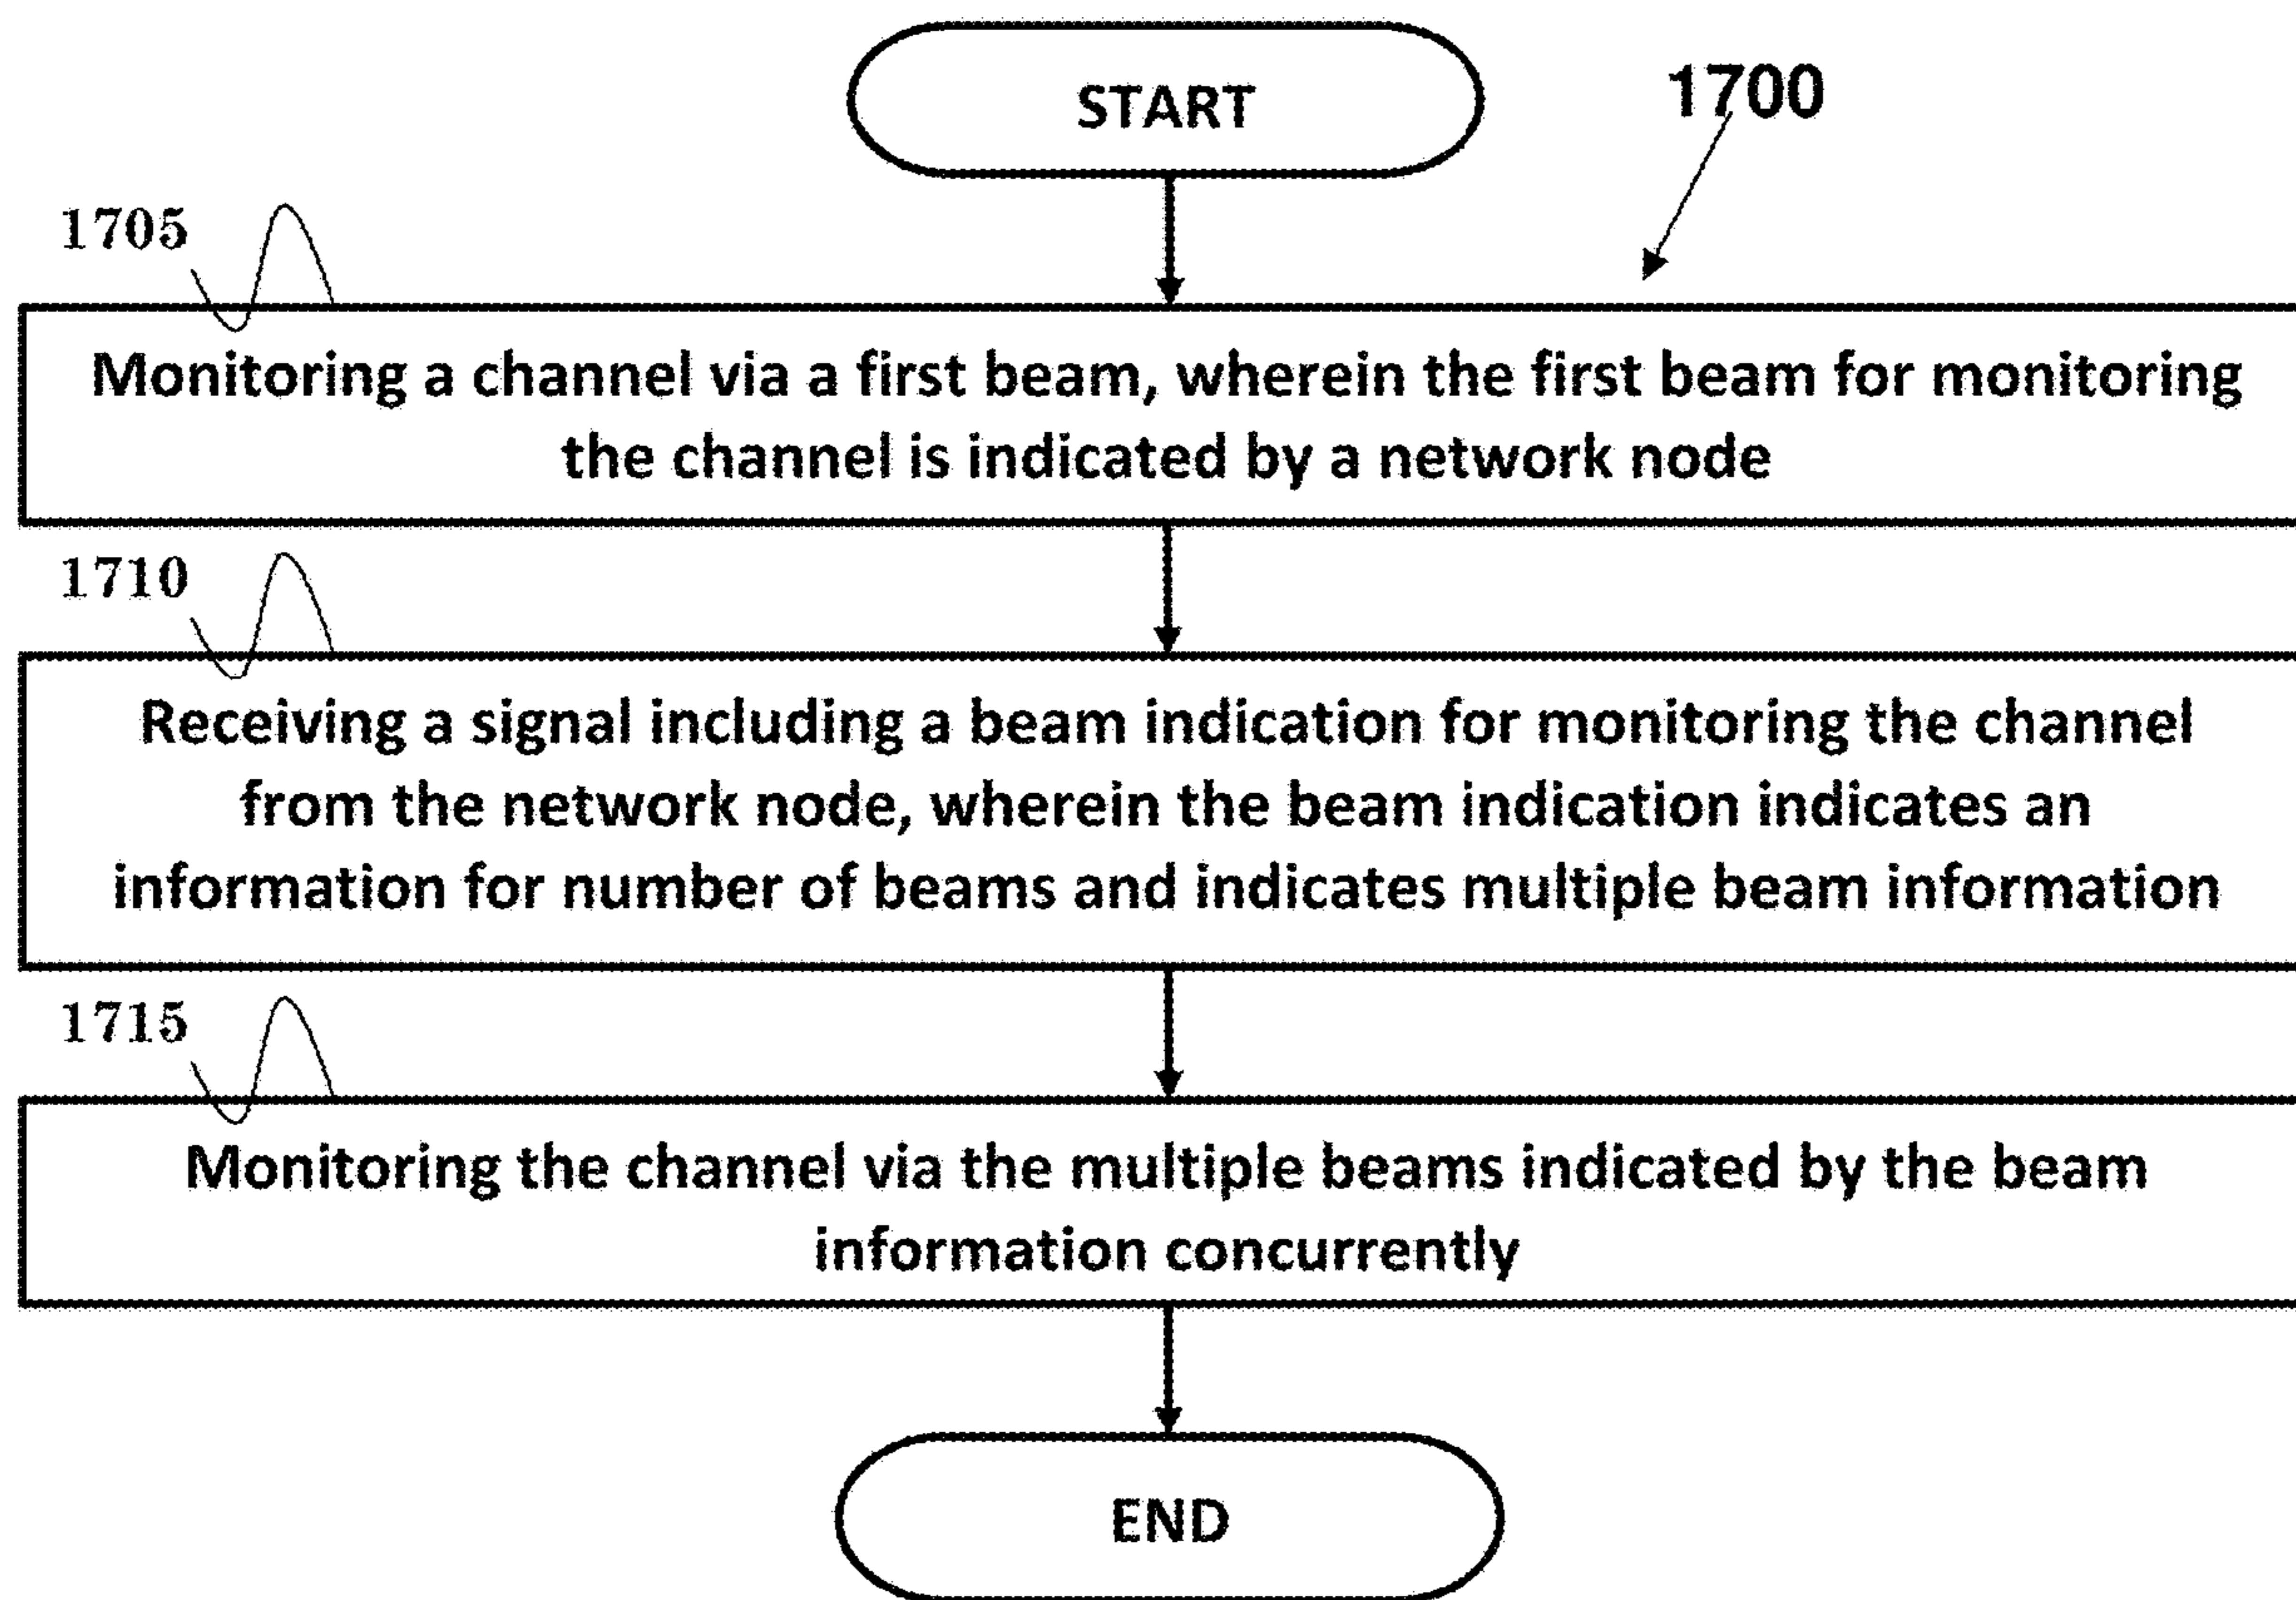 START
1700
1705
Monitoring a channel via a first beam, wherein the first beam for monitoring
the channel is indicated by a network node
1710
Receiving a signal including a beam indication for monitoring the channel
from the network node, wherein the beam indication indicates an
information for number of beams and indicates multiple beam information
1715
Monitoring the channel via the multiple beams indicated by the beam
information concurrently
END